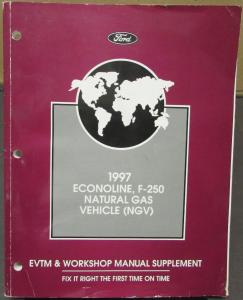 Ford
1997
ECONOLINE, F-250
NATURAL GAS
VEHICLE (NGV)
EVTM & WORKSHOP MANUAL SUPPLEMENT
FIX IT RIGHT THE FIRST TIME ON TIME